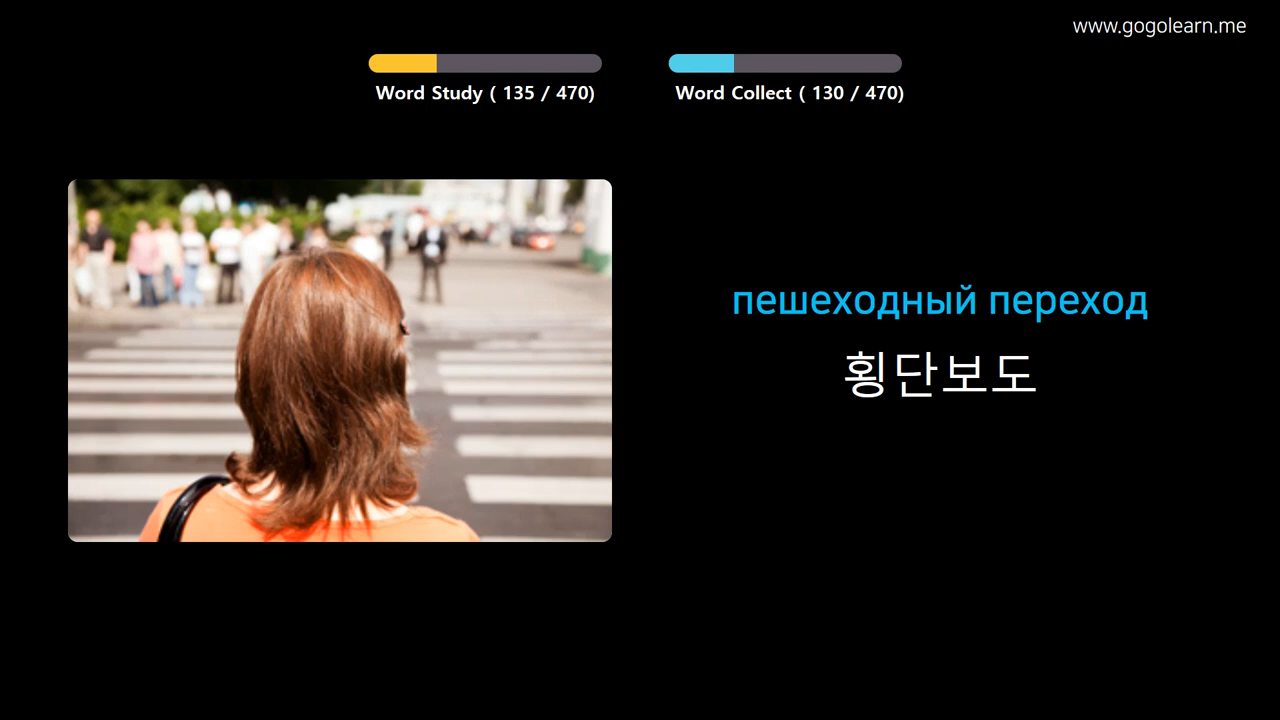 www.gogolearn.me
Word Study ( 135 / 470)
Word Collect ( 130 / 470)
пешеходный переход
횡단보도